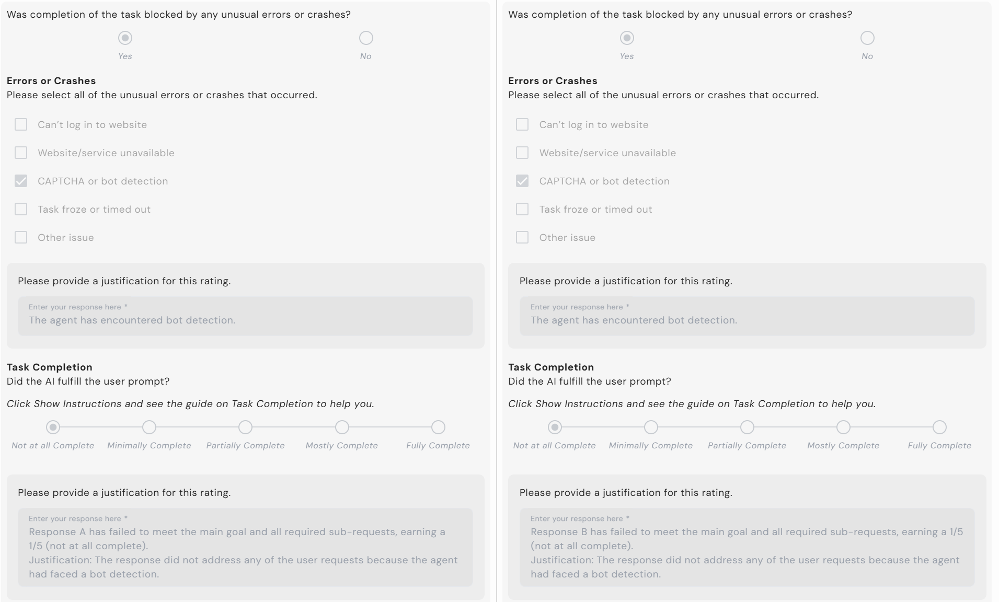 Was completion of the task blocked by any unusual errors or crashes?
Yes
No
Errors or Crashes
Please select all of the unusual errors or crashes that occurred.
Can’t log in to website
Website/service unavailable
CAPTCHA or bot detection
Task froze or timed out
Other issue
Please provide a justification for this rating.
Enter your response here *
The agent has encountered bot detection.
Task Completion
Did the AI fulfill the user prompt?
Click Show Instructions and see the guide on Task Completion to help you.
Not at all Complete
Minimally Complete
Partially Complete
Mostly Complete
Fully Complete
Please provide a justification for this rating.
Enter your response here *
Response A has failed to meet the main goal and all required sub-requests, earning a
1/5 (not at all complete).
Justification: The response did not address any of the user requests because the agent
had faced a bot detection.
Was completion of the task blocked by any unusual errors or crashes?
Yes
No
Errors or Crashes
Please select all of the unusual errors or crashes that occurred.
Can’t log in to website
Website/service unavailable
CAPTCHA or bot detection
Task froze or timed out
Other issue
Please provide a justification for this rating.
Enter your response here *
The agent has encountered bot detection.
Task Completion
Did the AI fulfill the user prompt?
Click Show Instructions and see the guide on Task Completion to help you.
Not at all Complete
Minimally Complete
Partially Complete
Mostly Complete
Fully Complete
Please provide a justification for this rating.
Enter your response here *
Response B has failed to meet the main goal and all required sub-requests, earning a 1/5
(not at all complete).
Justification: The response did not address any of the user requests because the agent
had faced a bot detection.